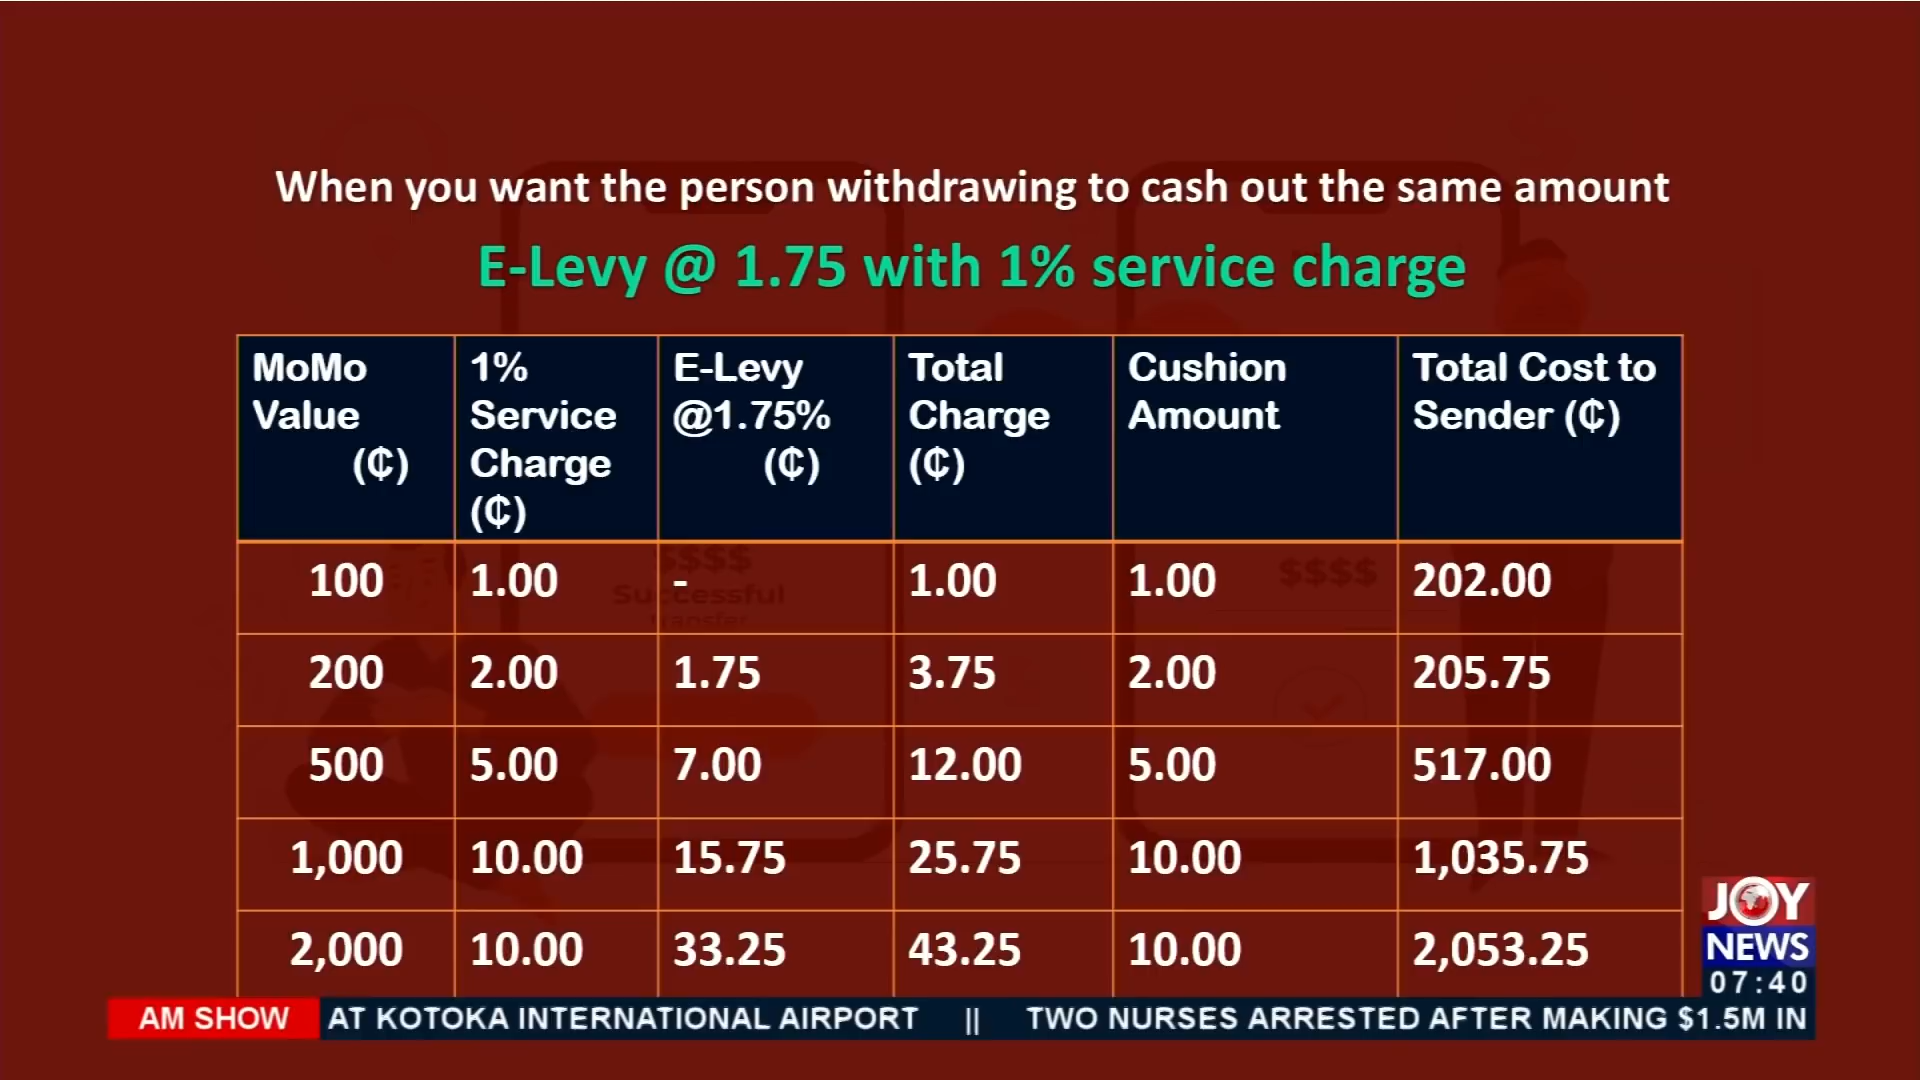 When you want the person withdrawing to cash out the same amount
E-Levy @ 1.75 with 1% service charge
MoMo Value (₵) 1% Service Charge (₵) E-Levy @1.75% (₵) Total Charge (₵) Cushion Amount Total Cost to Sender (₵)
100 1.00 - 1.00 1.00 202.00
200 2.00 1.75 3.75 2.00 205.75
500 5.00 7.00 12.00 5.00 517.00
1,000 10.00 15.75 25.75 10.00 1,035.75
2,000 10.00 33.25 43.25 10.00 2,053.25
$$$$
Successful
Transfer
$$$$
JOY
NEWS
07:40
AM SHOW AT KOTOKA INTERNATIONAL AIRPORT || TWO NURSES ARRESTED AFTER MAKING $1.5M IN